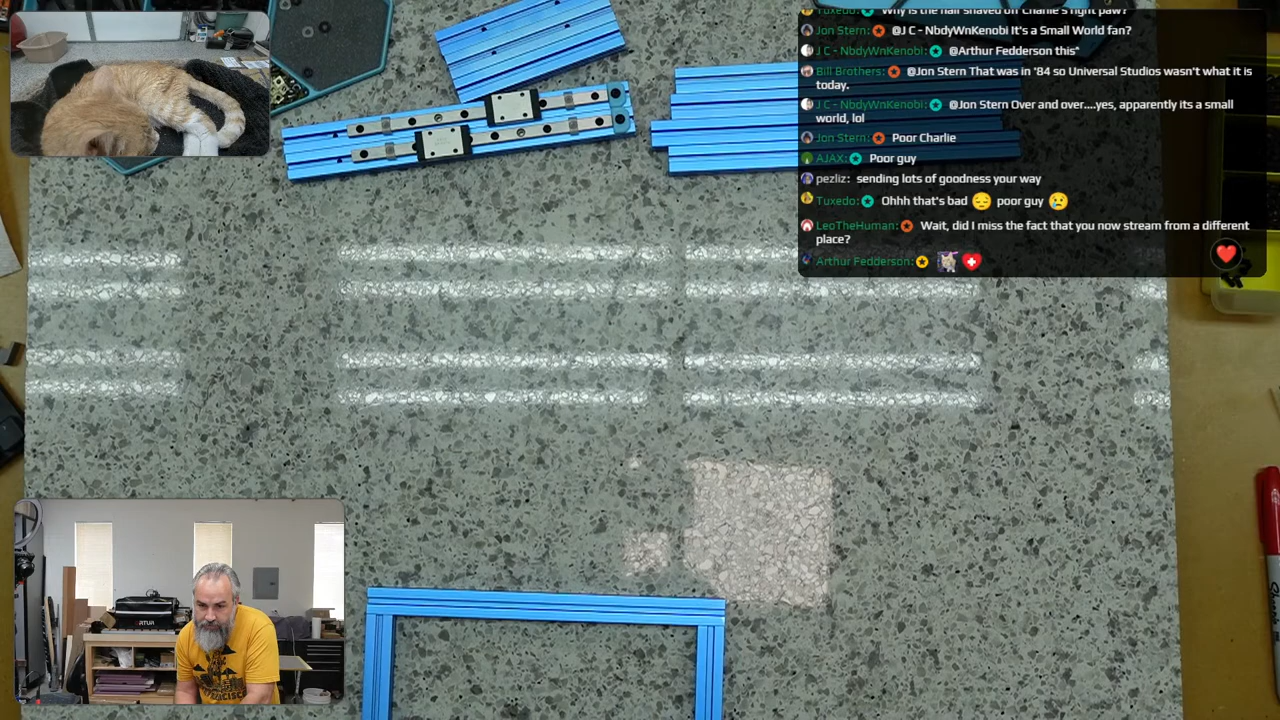 Tuxedo: Why is the hair shaved off Charlie's right paw?
Jon Stern: @J C - NbdyWnKenobi It's a Small World fan?
J C - NbdyWnKenobi: @Arthur Fedderson this*
Bill Brothers: @Jon Stern That was in '84 so Universal Studios wasn't what it is
today.
J C - NbdyWnKenobi: @Jon Stern Over and over....yes, apparently its a small
world, lol
Jon Stern: Poor Charlie
AJAX: Poor guy
pezliz: sending lots of goodness your way
Tuxedo: Ohhh that's bad 😔 poor guy 😢
LeoTheHuman: Wait, did I miss the fact that you now stream from a different
place?
Arthur Fedderson: